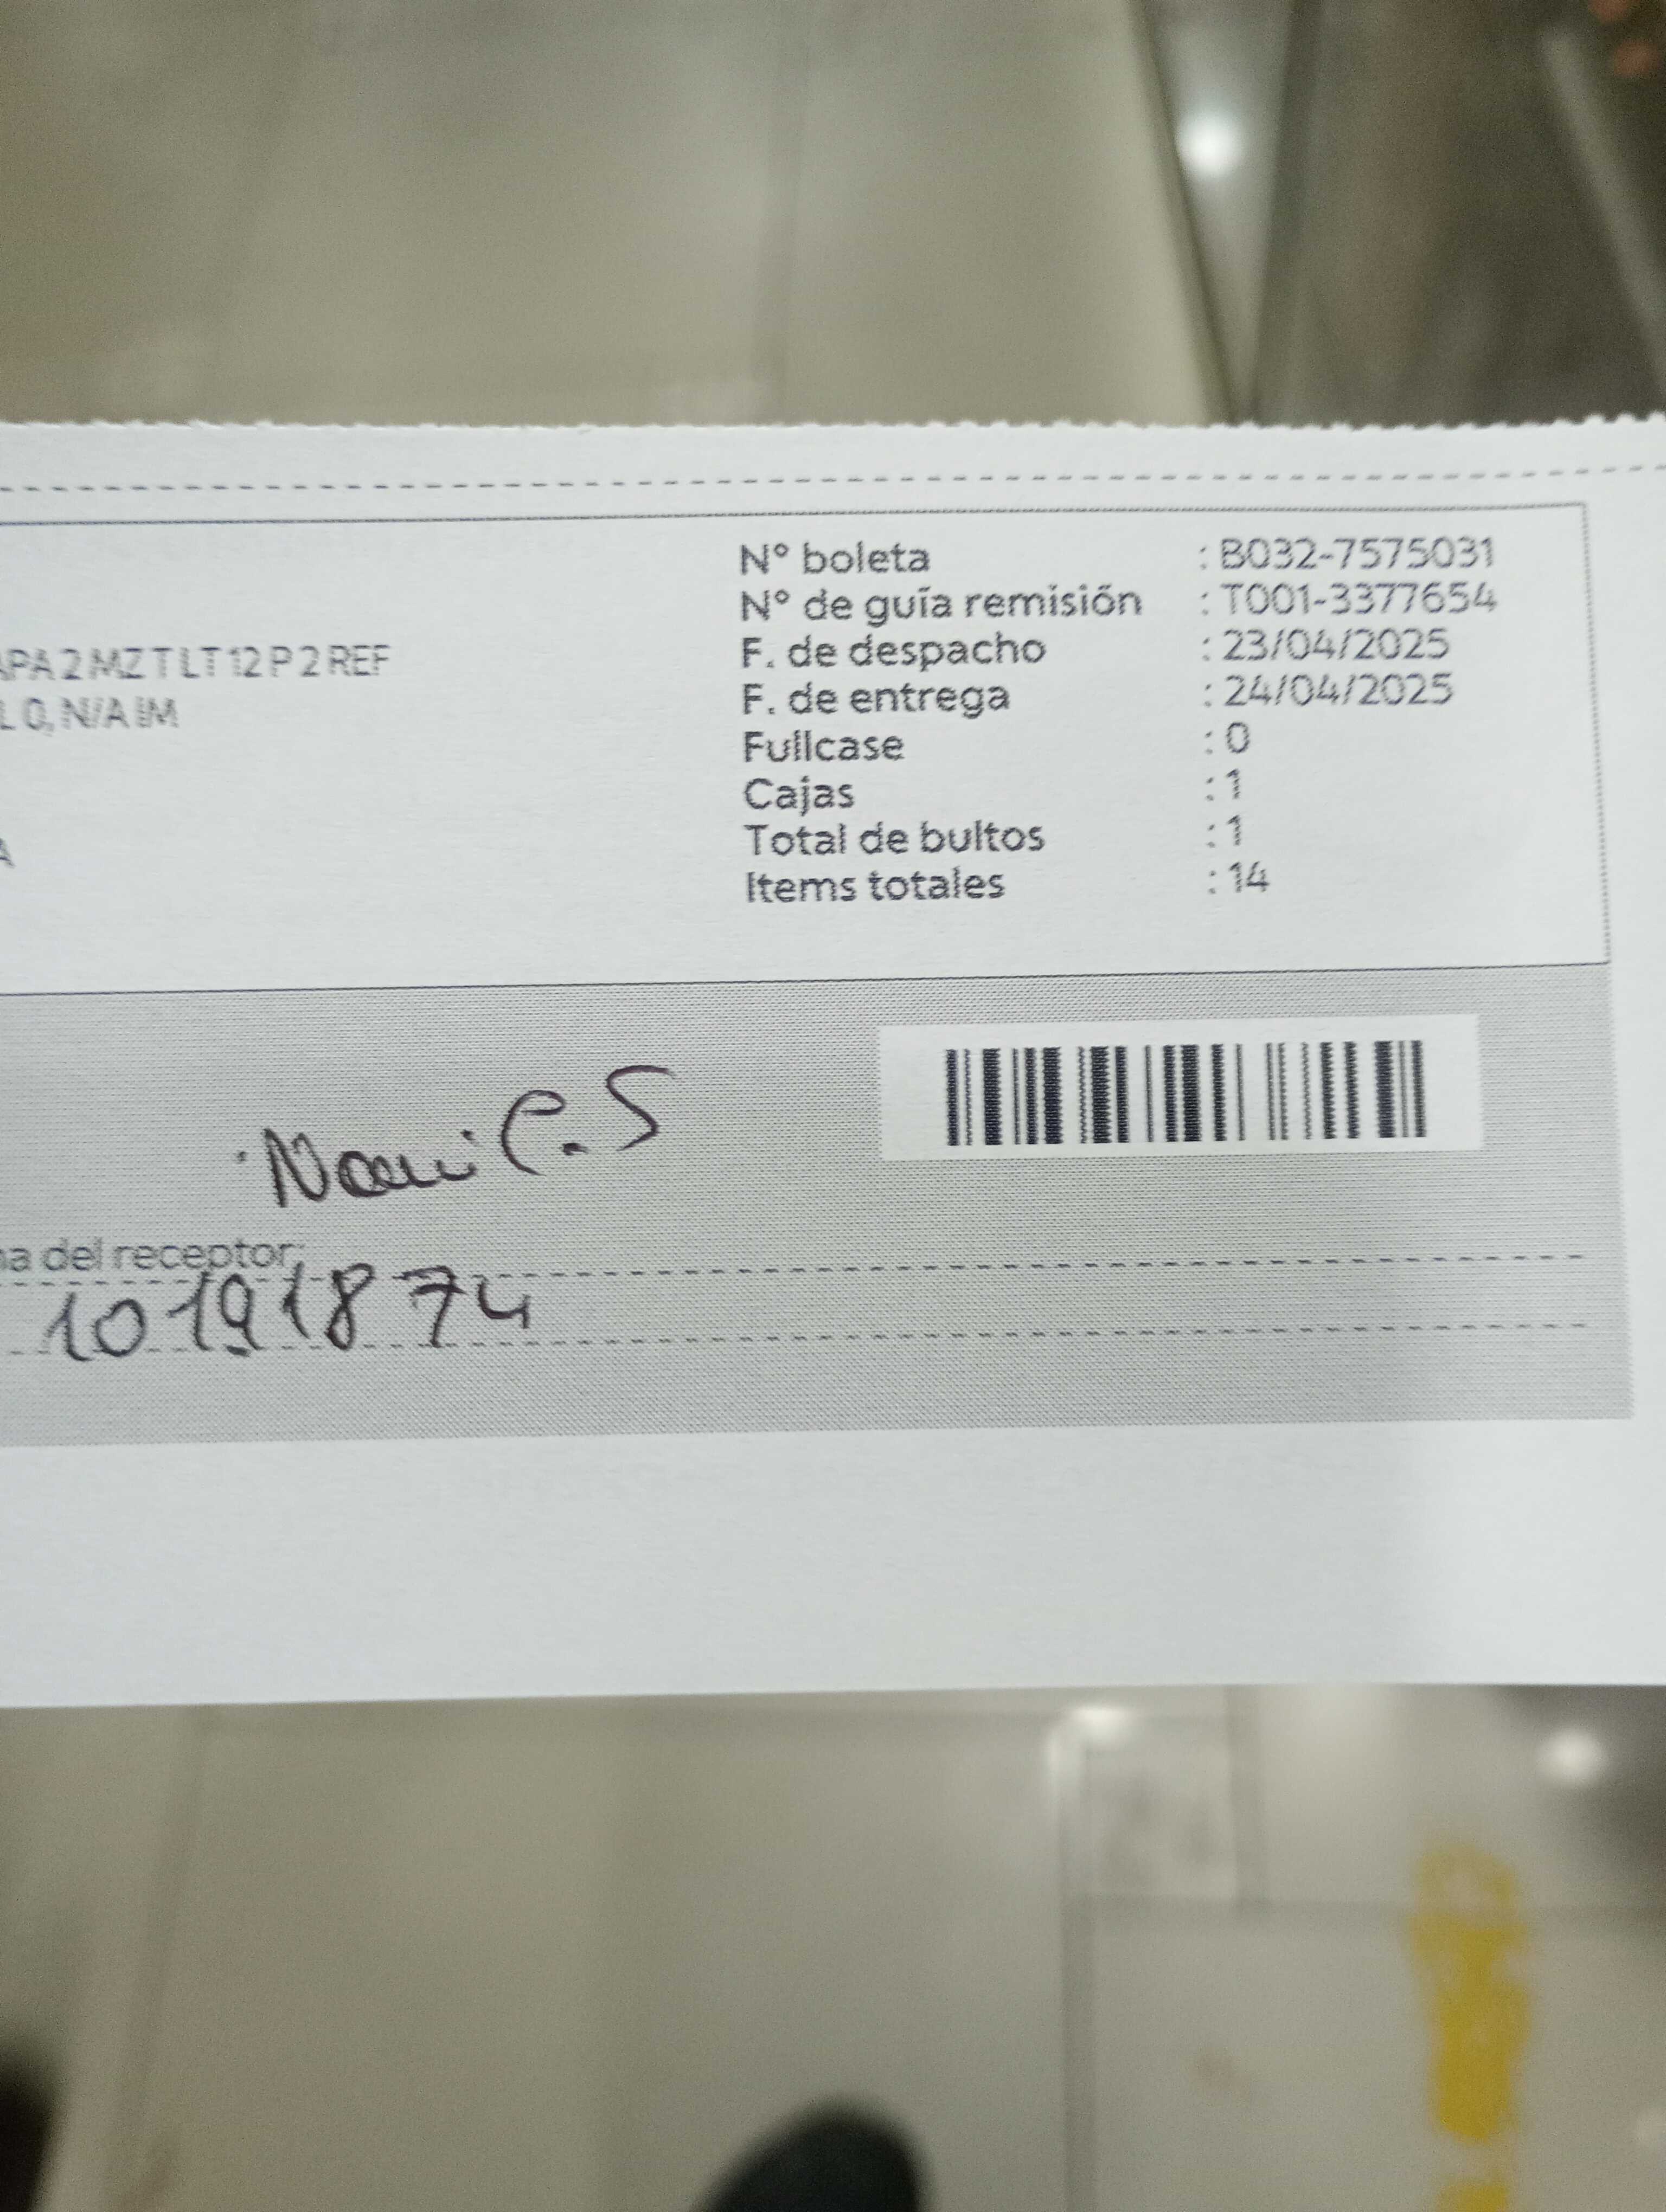 APA 2 MZ T LT 12 P 2 REF
L 0, N/A IM
A
N° boleta : B032-7575031
N° de guía remisión : T001-3377654
F. de despacho : 23/04/2025
F. de entrega : 24/04/2025
Fullcase : 0
Cajas : 1
Total de bultos : 1
Items totales : 14
C. S
del receptor:
10191874